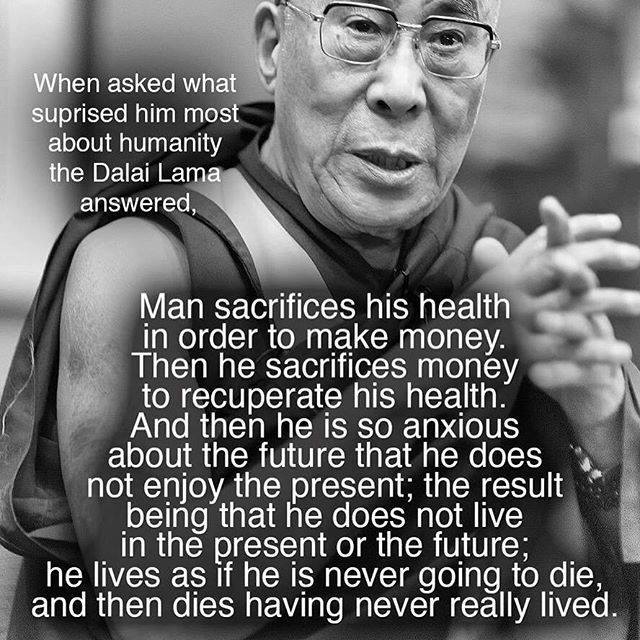 When asked what
suprised him most
about humanity
the Dalai Lama
answered,
Man sacrifices his health
in order to make money.
Then he sacrifices money
to recuperate his health.
And then he is so anxious
about the future that he does
not enjoy the present; the result
being that he does not live
in the present or the future;
he lives as if he is never going to die,
and then dies having never really lived.